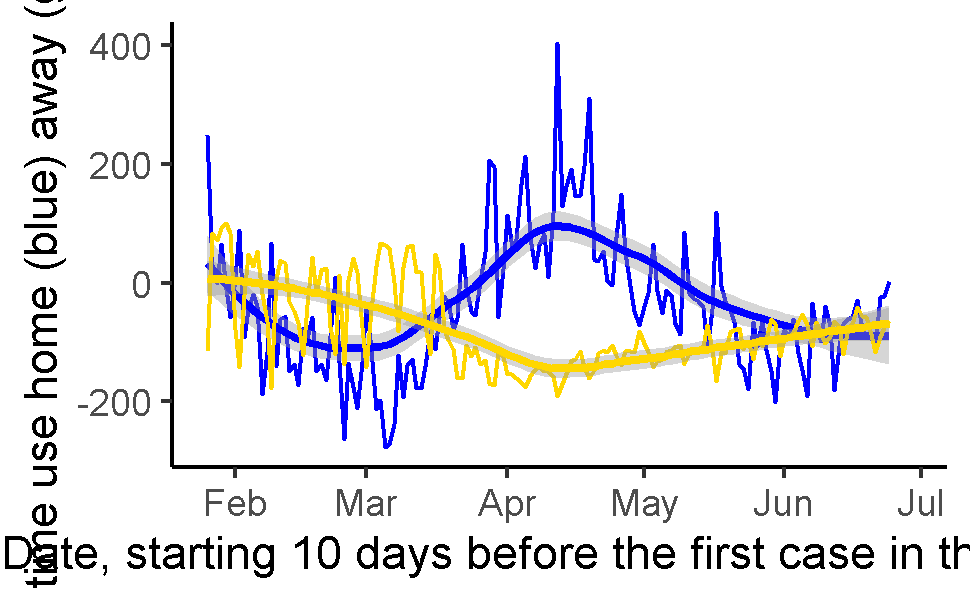 time use home (blue) away (
400
200
0
-200
Feb Mar Apr May Jun Jul
Date, starting 10 days before the first case in th